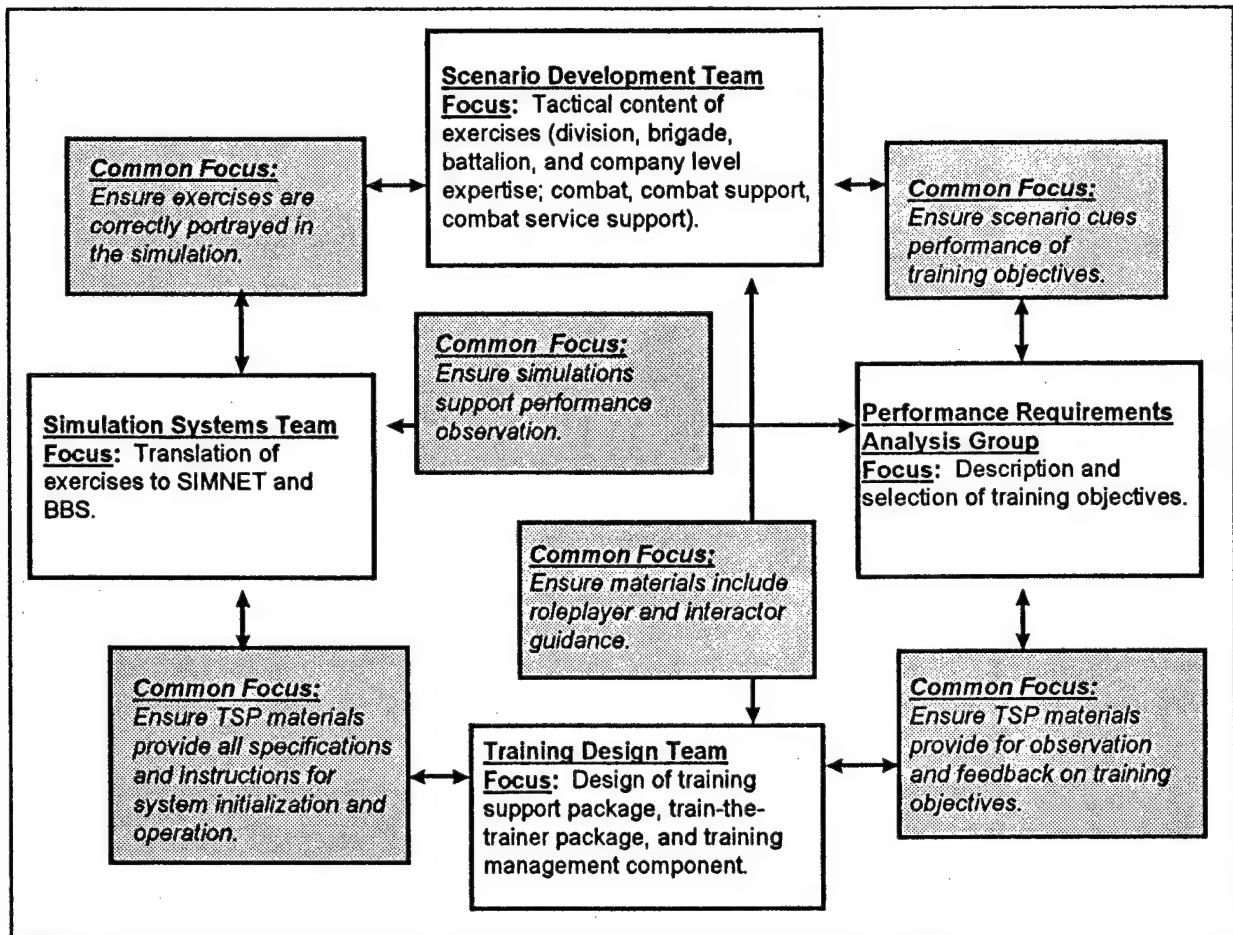 Scenario Development Team
Focus: Tactical content of
exercises (division, brigade,
battalion, and company level
expertise; combat, combat support,
combat service support).
Common Focus:
Ensure exercises are
correctly portrayed in
the simulation.
Common Focus:
Ensure scenario cues
performance of
training objectives.
Common Focus:
Ensure simulations
support performance
observation.
Simulation Systems Team
Focus: Translation of
exercises to SIMNET and
BBS.
Performance Requirements
Analysis Group
Focus: Description and
selection of training objectives.
Common Focus:
Ensure materials include
roleplayer and interactor
guidance.
Common Focus:
Ensure TSP materials
provide all specifications
and instructions for
system initialization and
operation.
Training Design Team
Focus: Design of training
support package, train-the-
trainer package, and training
management component.
Common Focus:
Ensure TSP materials
provide for observation
and feedback on training
objectives.